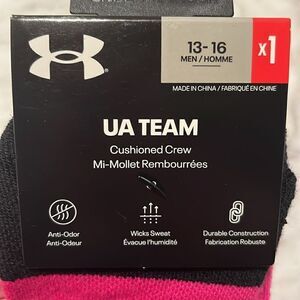 13-16
MEN / HOMME
x1
MADE IN CHINA / FABRIQUÉ EN CHINE
UA TEAM
Cushioned Crew
Mi-Mollet Rembourrées
Anti-Odor
Anti-Odeur
Wicks Sweat
Évacue l'humidité
Durable Construction
Fabrication Robuste